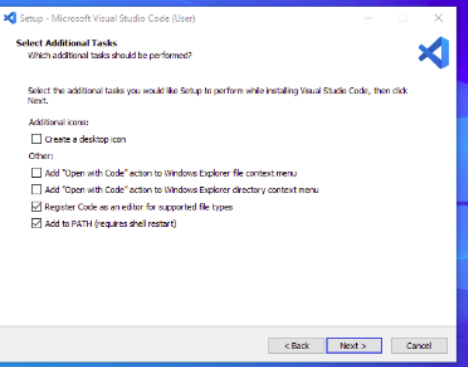 Setup - Microsoft Visual Studio Code (User)
Select Additional Tasks
Which additional tasks should be performed?
Select the additional tasks you would like Setup to perform while installing Visual Studio Code, then click
Next.
Additional icons:
Create a desktop icon
Other:
Add "Open with Code" action to Windows Explorer file context menu
Add "Open with Code" action to Windows Explorer directory context menu
Register Code as an editor for supported file types
Add to PATH (requires shell restart)
< Back Next > Cancel